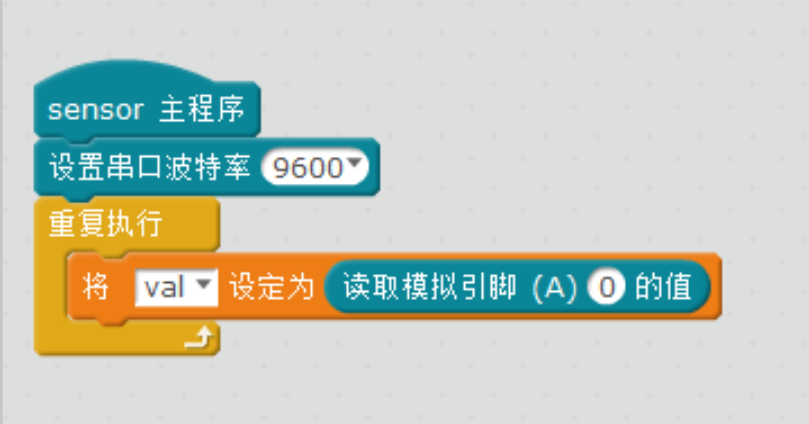 sensor 主程序
设置串口波特率 9600
重复执行
将 val 设定为 读取模拟引脚 (A) 0 的值